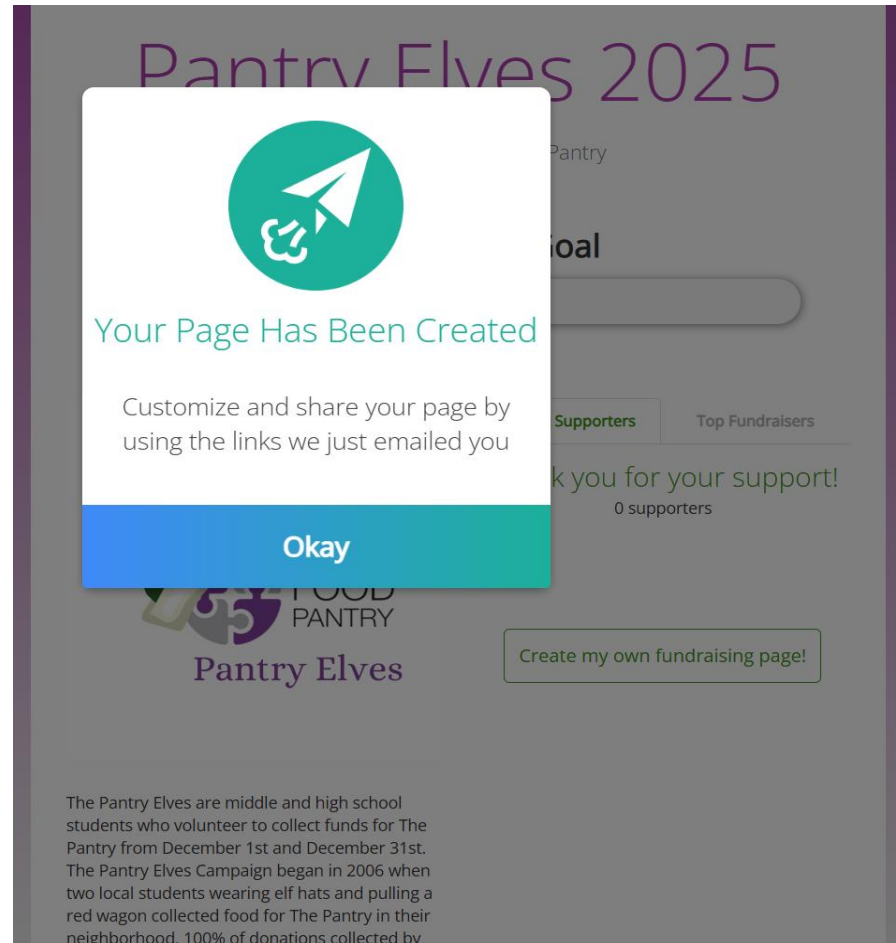 Pantry Elves 2025
Pantry
Goal
Your Page Has Been Created
Customize and share your page by
using the links we just emailed you
Okay
Supporters
Top Fundraisers
k you for your support!
0 supporters
FOOD
PANTRY
Pantry Elves
Create my own fundraising page!
The Pantry Elves are middle and high school
students who volunteer to collect funds for The
Pantry from December 1st and December 31st.
The Pantry Elves Campaign began in 2006 when
two local students wearing elf hats and pulling a
red wagon collected food for The Pantry in their
neighborhood. 100% of donations collected by